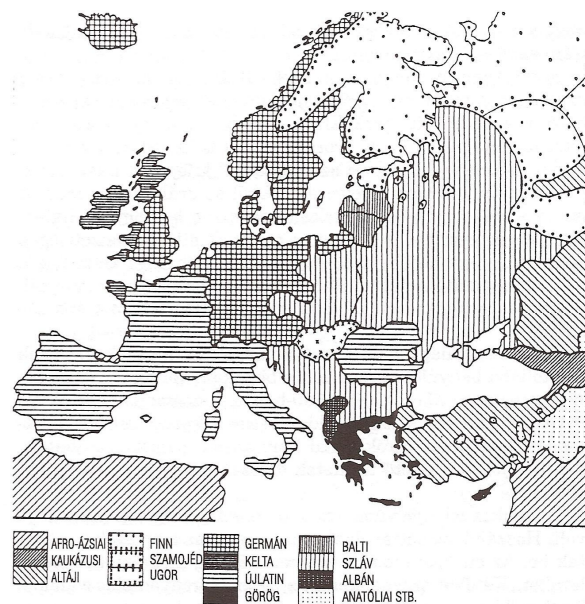 AFRO-ÁZSIAI
KAUKÁZUSI
ALTÁJI
FINN
SZAMOJÉD
UGOR
GERMÁN
KELTA
ÚJLATIN
GÖRÖG
BALTI
SZLÁV
ALBÁN
ANATÓLIAI STB.